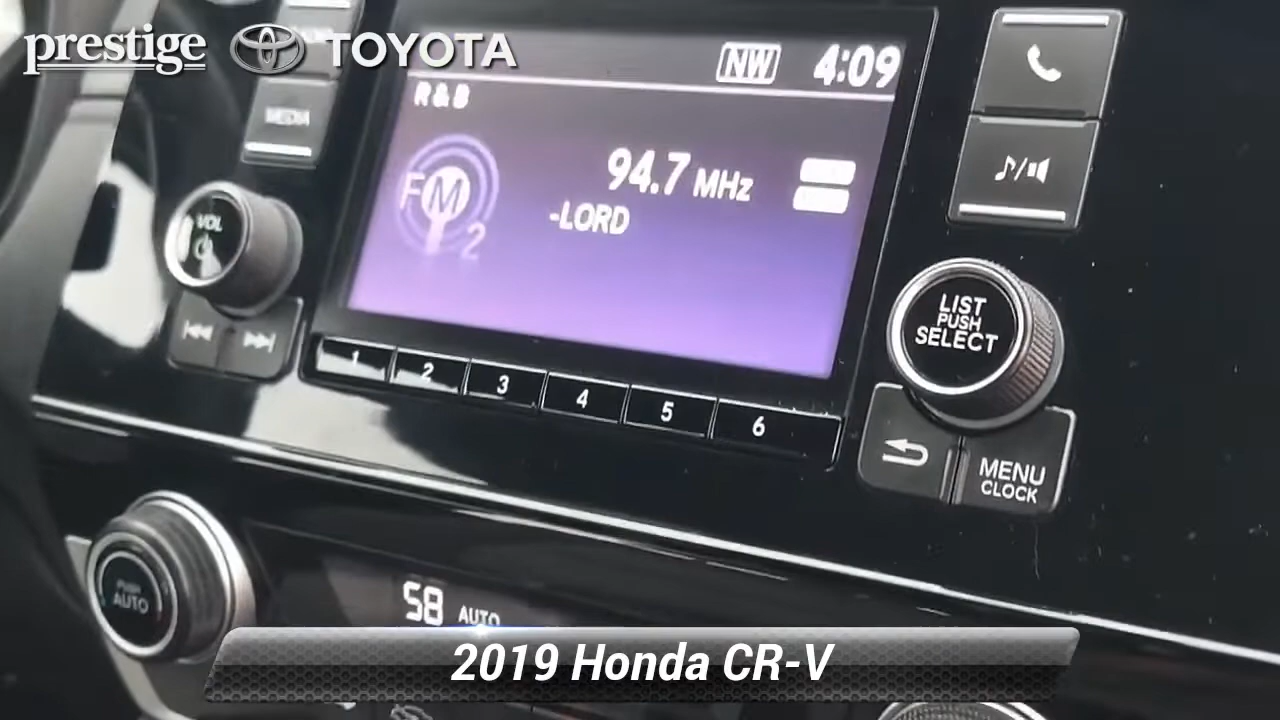 prestige
TOYOTA
NW
4:09
R & B
MEDIA
FM
2
94.7 MHz
-LORD
VOL
LIST
PUSH
SELECT
1
2
3
4
5
6
MENU
CLOCK
PUSH
AUTO
58 AUTO
2019 Honda CR-V